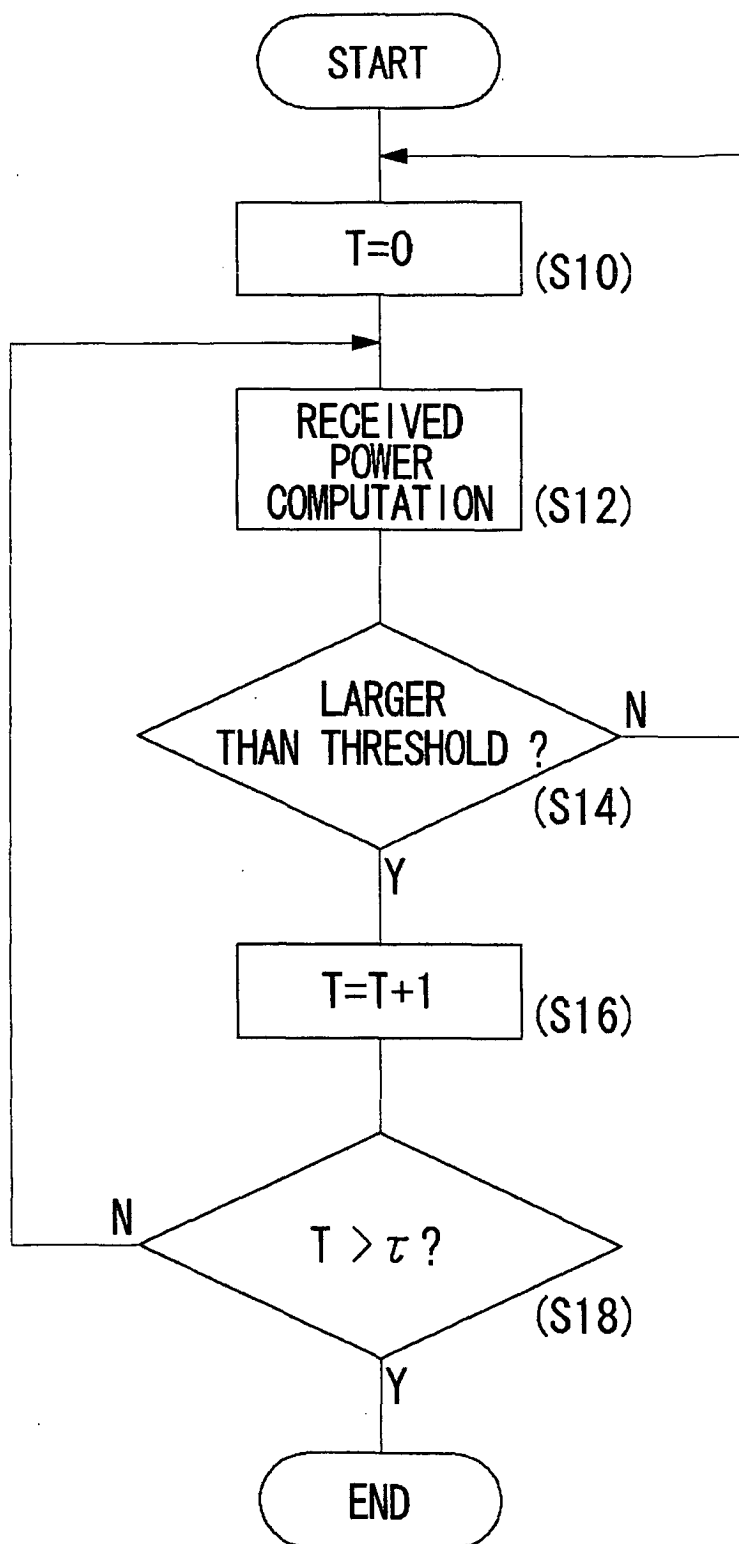 START
T=0
(S10)
RECEIVED
POWER
COMPUTATION
(S12)
LARGER
THAN THRESHOLD ?
N
(S14)
Y
T=T+1
(S16)
N
T > τ ?
(S18)
Y
END